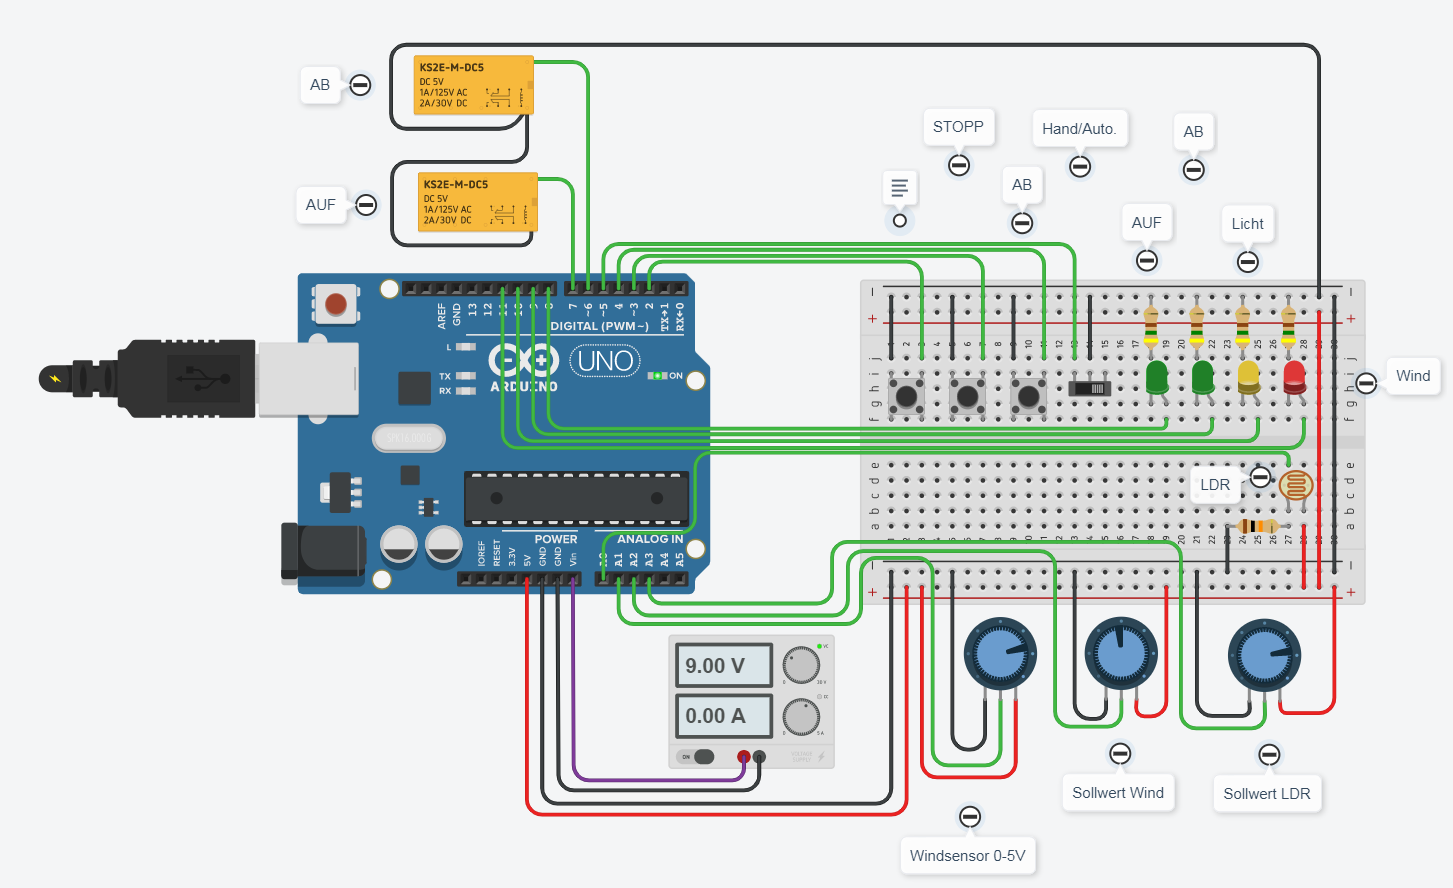 AB
KS2E-M-DC5
DC 5V
1A/125V AC
2A/30V DC
AUF
KS2E-M-DC5
DC 5V
1A/125V AC
2A/30V DC
STOPP
Hand/Auto.
AB
AB
AUF
Licht
Wind
LDR
AREF
GND
13
12
7
~6
~5
4
~3
2
TX→1
RX←0
DIGITAL (PWM~)
L
TX
RX
ARDUINO
UNO
ON
POWER
ANALOG IN
IOREF
RESET
3.3V
5V
GND
GND
Vin
A0
A1
A2
A3
A4
A5
j
i
h
g
f
e
d
c
b
a
j
i
h
g
f
e
d
c
b
a
9.00 V
0.00 A
ON
VOLTAGE
SUPPLY
Sollwert Wind
Sollwert LDR
Windsensor 0-5V